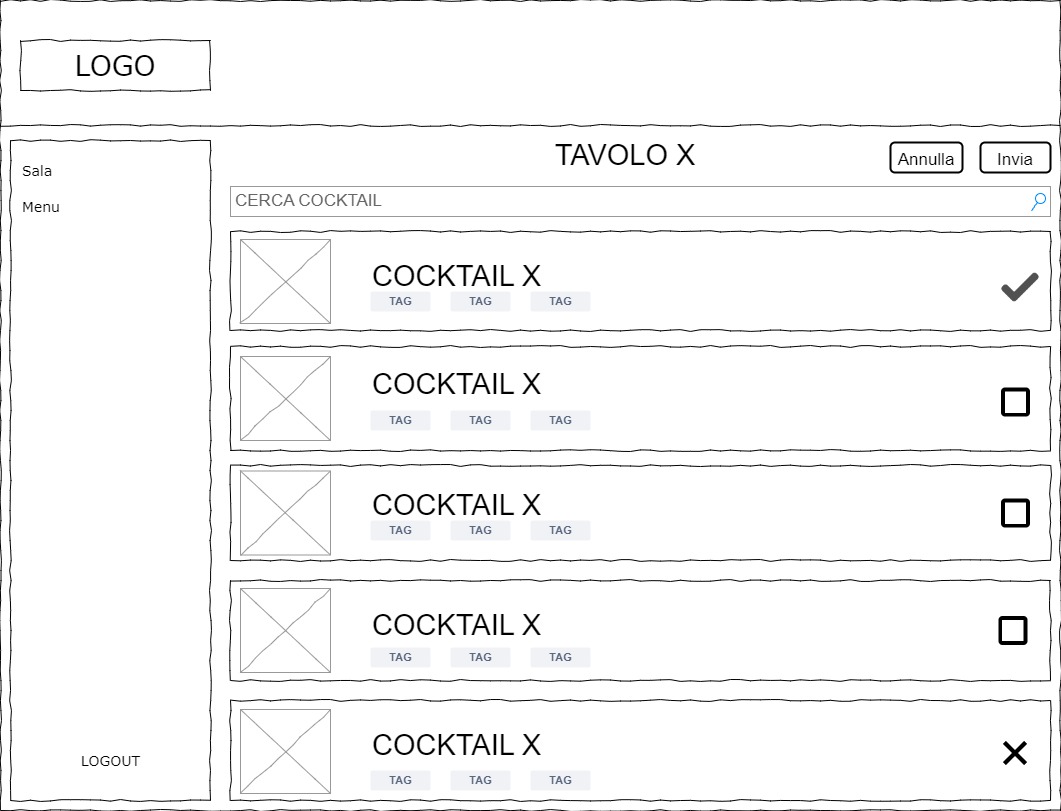 LOGO
Sala
Menu
LOGOUT
TAVOLO X
Annulla
Invia
CERCA COCKTAIL
COCKTAIL X
TAG TAG TAG
COCKTAIL X
TAG TAG TAG
COCKTAIL X
TAG TAG TAG
COCKTAIL X
TAG TAG TAG
COCKTAIL X
TAG TAG TAG